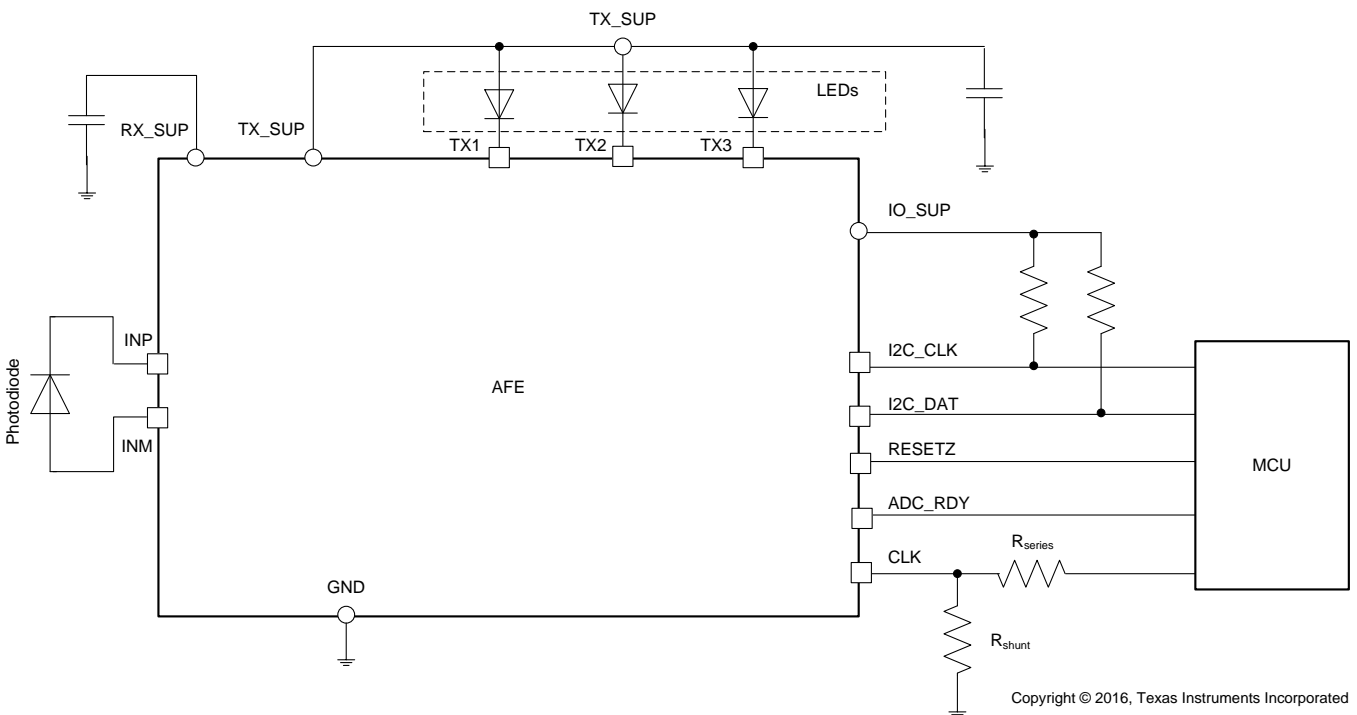 TX_SUP
LEDs
RX_SUP
TX_SUP
TX1
TX2
TX3
IO_SUP
Photodiode
INP
INM
AFE
I2C_CLK
I2C_DAT
RESETZ
ADC_RDY
CLK
MCU
Rseries
Rshunt
GND
Copyright © 2016, Texas Instruments Incorporated